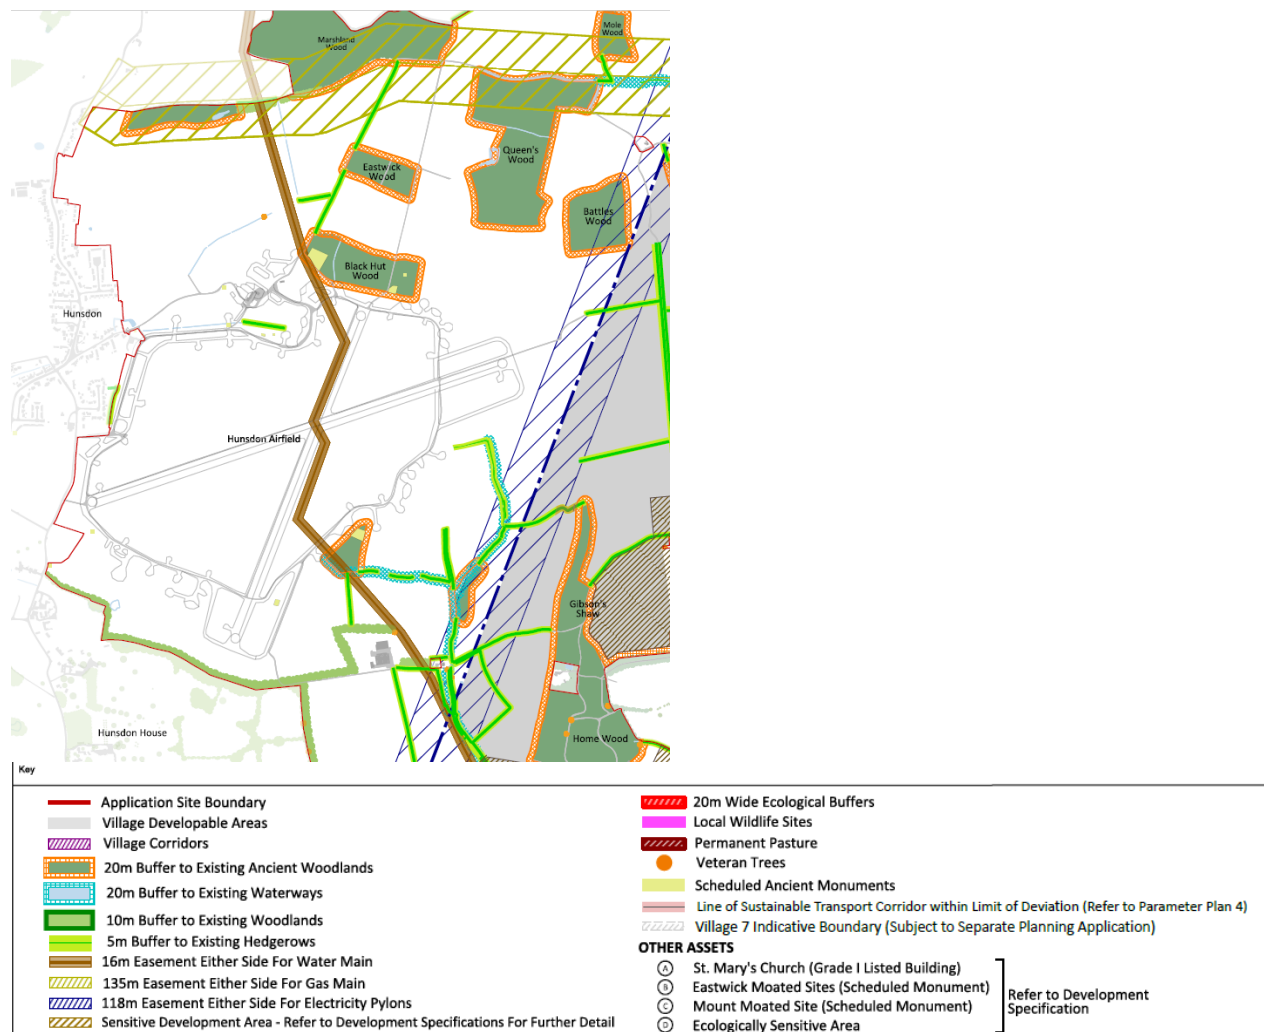 Marshland
Wood
Mole
Wood
Queen's
Wood
Eastwick
Wood
Battles
Wood
Black Hut
Wood
Hunsdon
Hunsdon Airfield
Gibson's
Shaw
Hunsdon House
Home Wood
Key
Application Site Boundary
Village Developable Areas
Village Corridors
20m Buffer to Existing Ancient Woodlands
20m Buffer to Existing Waterways
10m Buffer to Existing Woodlands
5m Buffer to Existing Hedgerows
16m Easement Either Side For Water Main
135m Easement Either Side For Gas Main
118m Easement Either Side For Electricity Pylons
Sensitive Development Area - Refer to Development Specifications For Further Detail
20m Wide Ecological Buffers
Local Wildlife Sites
Permanent Pasture
Veteran Trees
Scheduled Ancient Monuments
Line of Sustainable Transport Corridor within Limit of Deviation (Refer to Parameter Plan 4)
Village 7 Indicative Boundary (Subject to Separate Planning Application)
OTHER ASSETS
A St. Mary's Church (Grade I Listed Building)
B Eastwick Moated Sites (Scheduled Monument)
C Mount Moated Site (Scheduled Monument)
D Ecologically Sensitive Area
Refer to Development
Specification